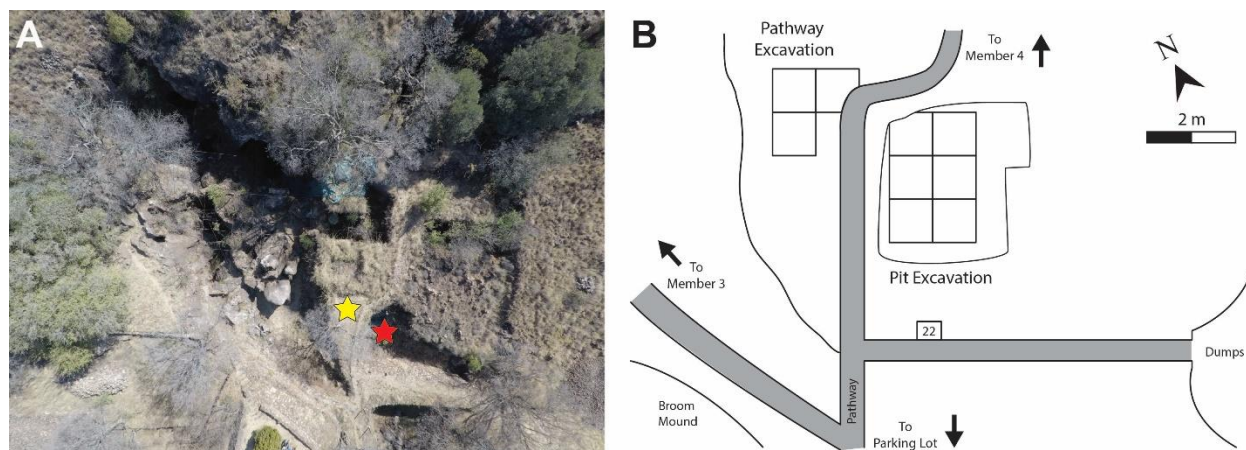 A
B
Pathway
Excavation
To
Member 4
N
2 m
To
Member 3
Pit Excavation
22
Dumps
Pathway
Broom
Mound
To
Parking Lot